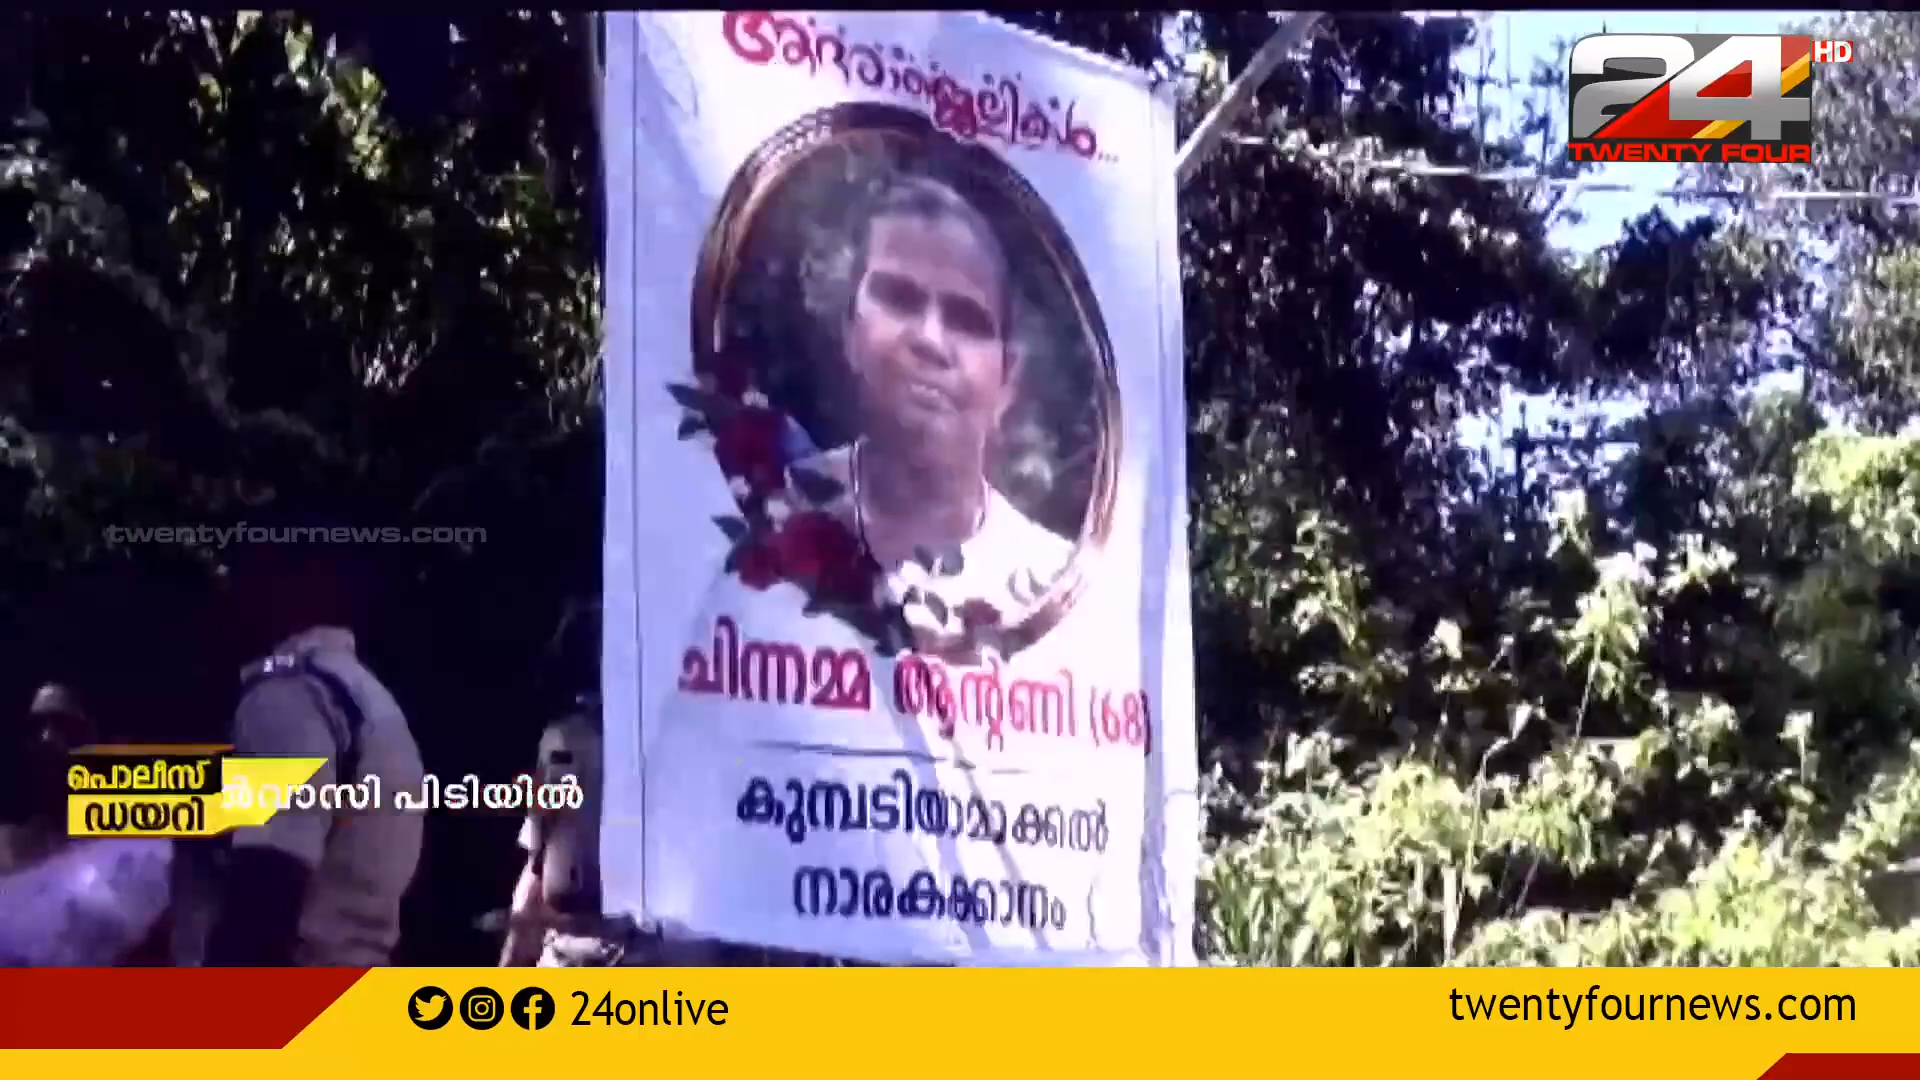 ആദരാഞ്ജലികൾ...
24 HD
TWENTY FOUR
twentyfournews.com
ചിന്നമ്മ ആന്റണി (68)
കുമ്പടിയാമാക്കൽ
നാരകക്കാനം
പൊലീസ്
ഡയറി
പിടിയിൽ
24onlive
twentyfournews.com